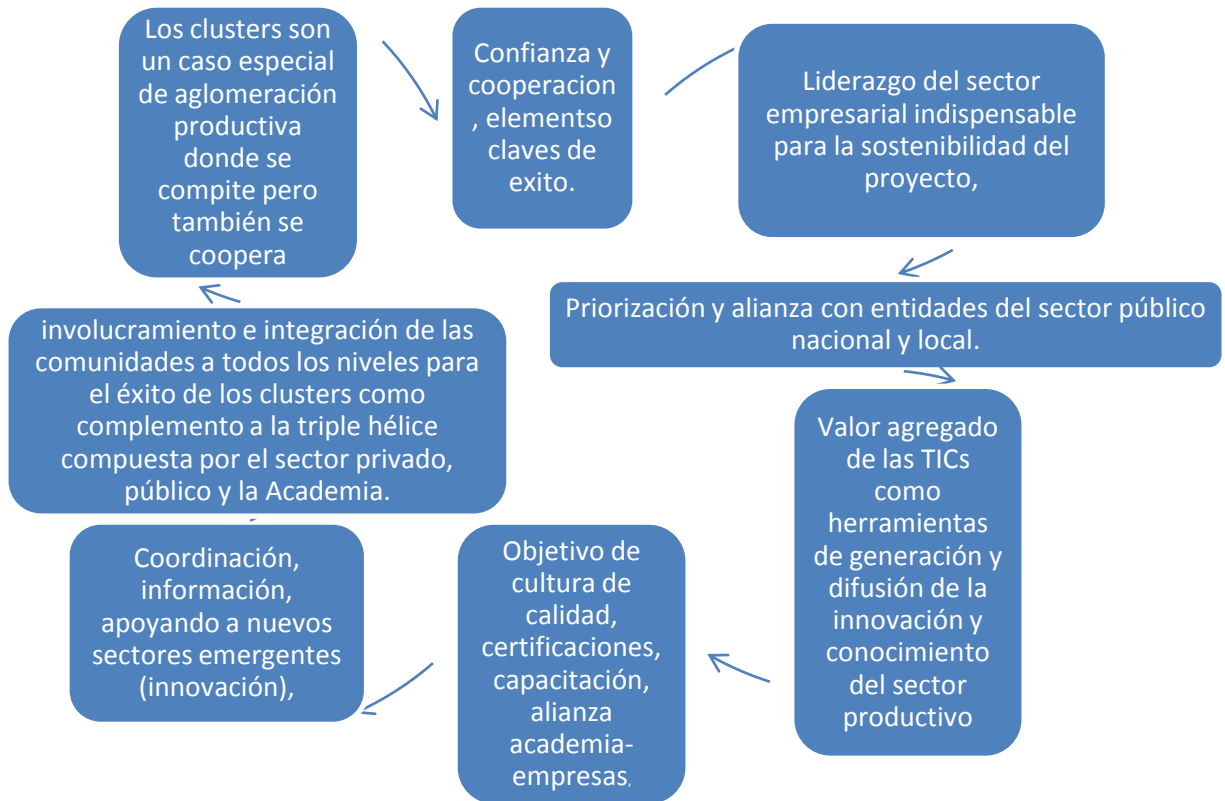 Los clusters son
un caso especial
de aglomeración
productiva
donde se
compite pero
también se
coopera
Confianza y
cooperacion
, elementso
claves de
exito.
Liderazgo del sector
empresarial indispensable
para la sostenibilidad del
proyecto,
Priorización y alianza con entidades del sector público
nacional y local.
Valor agregado
de las TICs
como
herramientas
de generación y
difusión de la
innovación y
conocimiento
del sector
productivo
Objetivo de
cultura de
calidad,
certificaciones,
capacitación,
alianza
academia-
empresas,
Coordinación,
información,
apoyando a nuevos
sectores emergentes
(innovación),
involucramiento e integración de las
comunidades a todos los niveles para
el éxito de los clusters como
complemento a la triple hélice
compuesta por el sector privado,
público y la Academia.